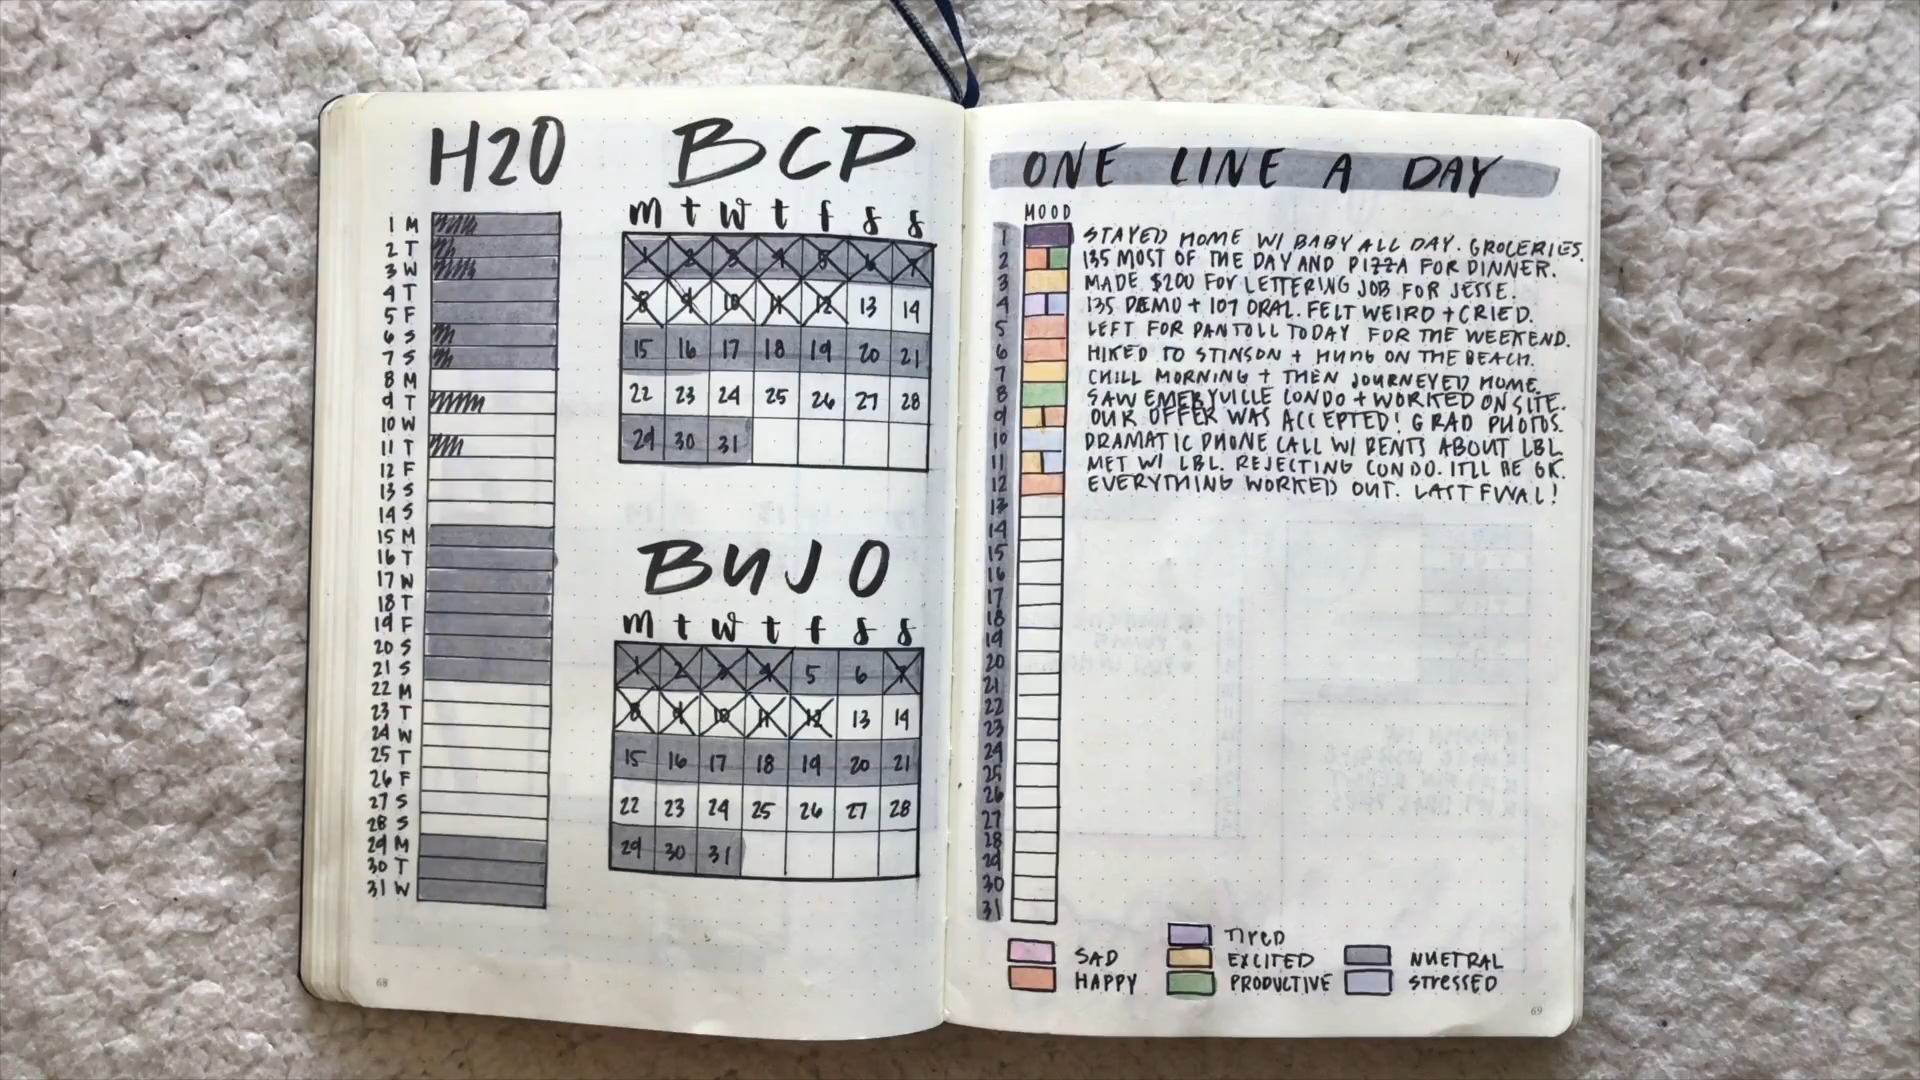 H20
1 M
2 T
3 W
4 T
5 F
6 S
7 S
8 M
9 T
10 W
11 T
12 F
13 S
14 S
15 M
16 T
17 W
18 T
19 F
20 S
21 S
22 M
23 T
24 W
25 T
26 F
27 S
28 S
29 M
30 T
31 W
68
BCP
m t w t f s s
1 2 3 4 5 6 7
8 9 10 11 12 13 14
15 16 17 18 19 20 21
22 23 24 25 26 27 28
29 30 31
BUJO
m t w t f s s
1 2 3 4 5 6 7
8 9 10 11 12 13 14
15 16 17 18 19 20 21
22 23 24 25 26 27 28
29 30 31
ONE LINE A DAY
MOOD
1 STAYED HOME W/ BABY ALL DAY. GROCERIES.
2 135 MOST OF THE DAY AND PIZZA FOR DINNER.
3 MADE $200 FOR LETTERING JOB FOR JESSE.
4 135 DEMO + 107 ORAL. FELT WEIRD + CRIED.
5 LEFT FOR PANTOLL TODAY FOR THE WEEKEND.
6 HIKED TO STINSON + HUNG ON THE BEACH.
7 CHILL MORNING + THEN JOURNEYED HOME.
8 SAW EMERYVILLE CONDO + WORKED ON SITE.
9 OUR OFFER WAS ACCEPTED! GRAD PHOTOS.
10 DRAMATIC PHONE CALL W/ RENTS ABOUT LBL
11 MET W/ LBL. REJECTING CONDO. ITLL BE OK.
12 EVERYTHING WORKED OUT. LAST FINAL!
13
14
15
16
17
18
19
20
21
22
23
24
25
26
27
28
29
30
31
SAD
HAPPY
TIRED
EXCITED
PRODUCTIVE
NUETRAL
STRESSED
69